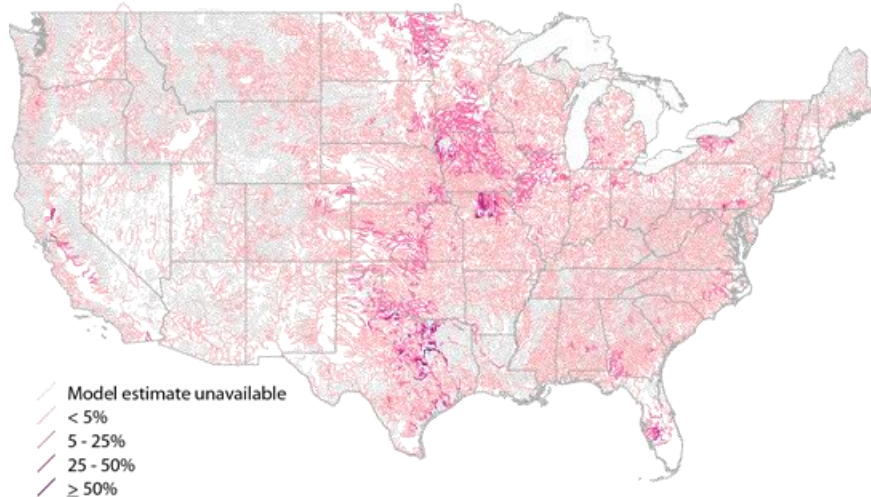 Model estimate unavailable
< 5%
5 - 25%
25 - 50%
≥ 50%